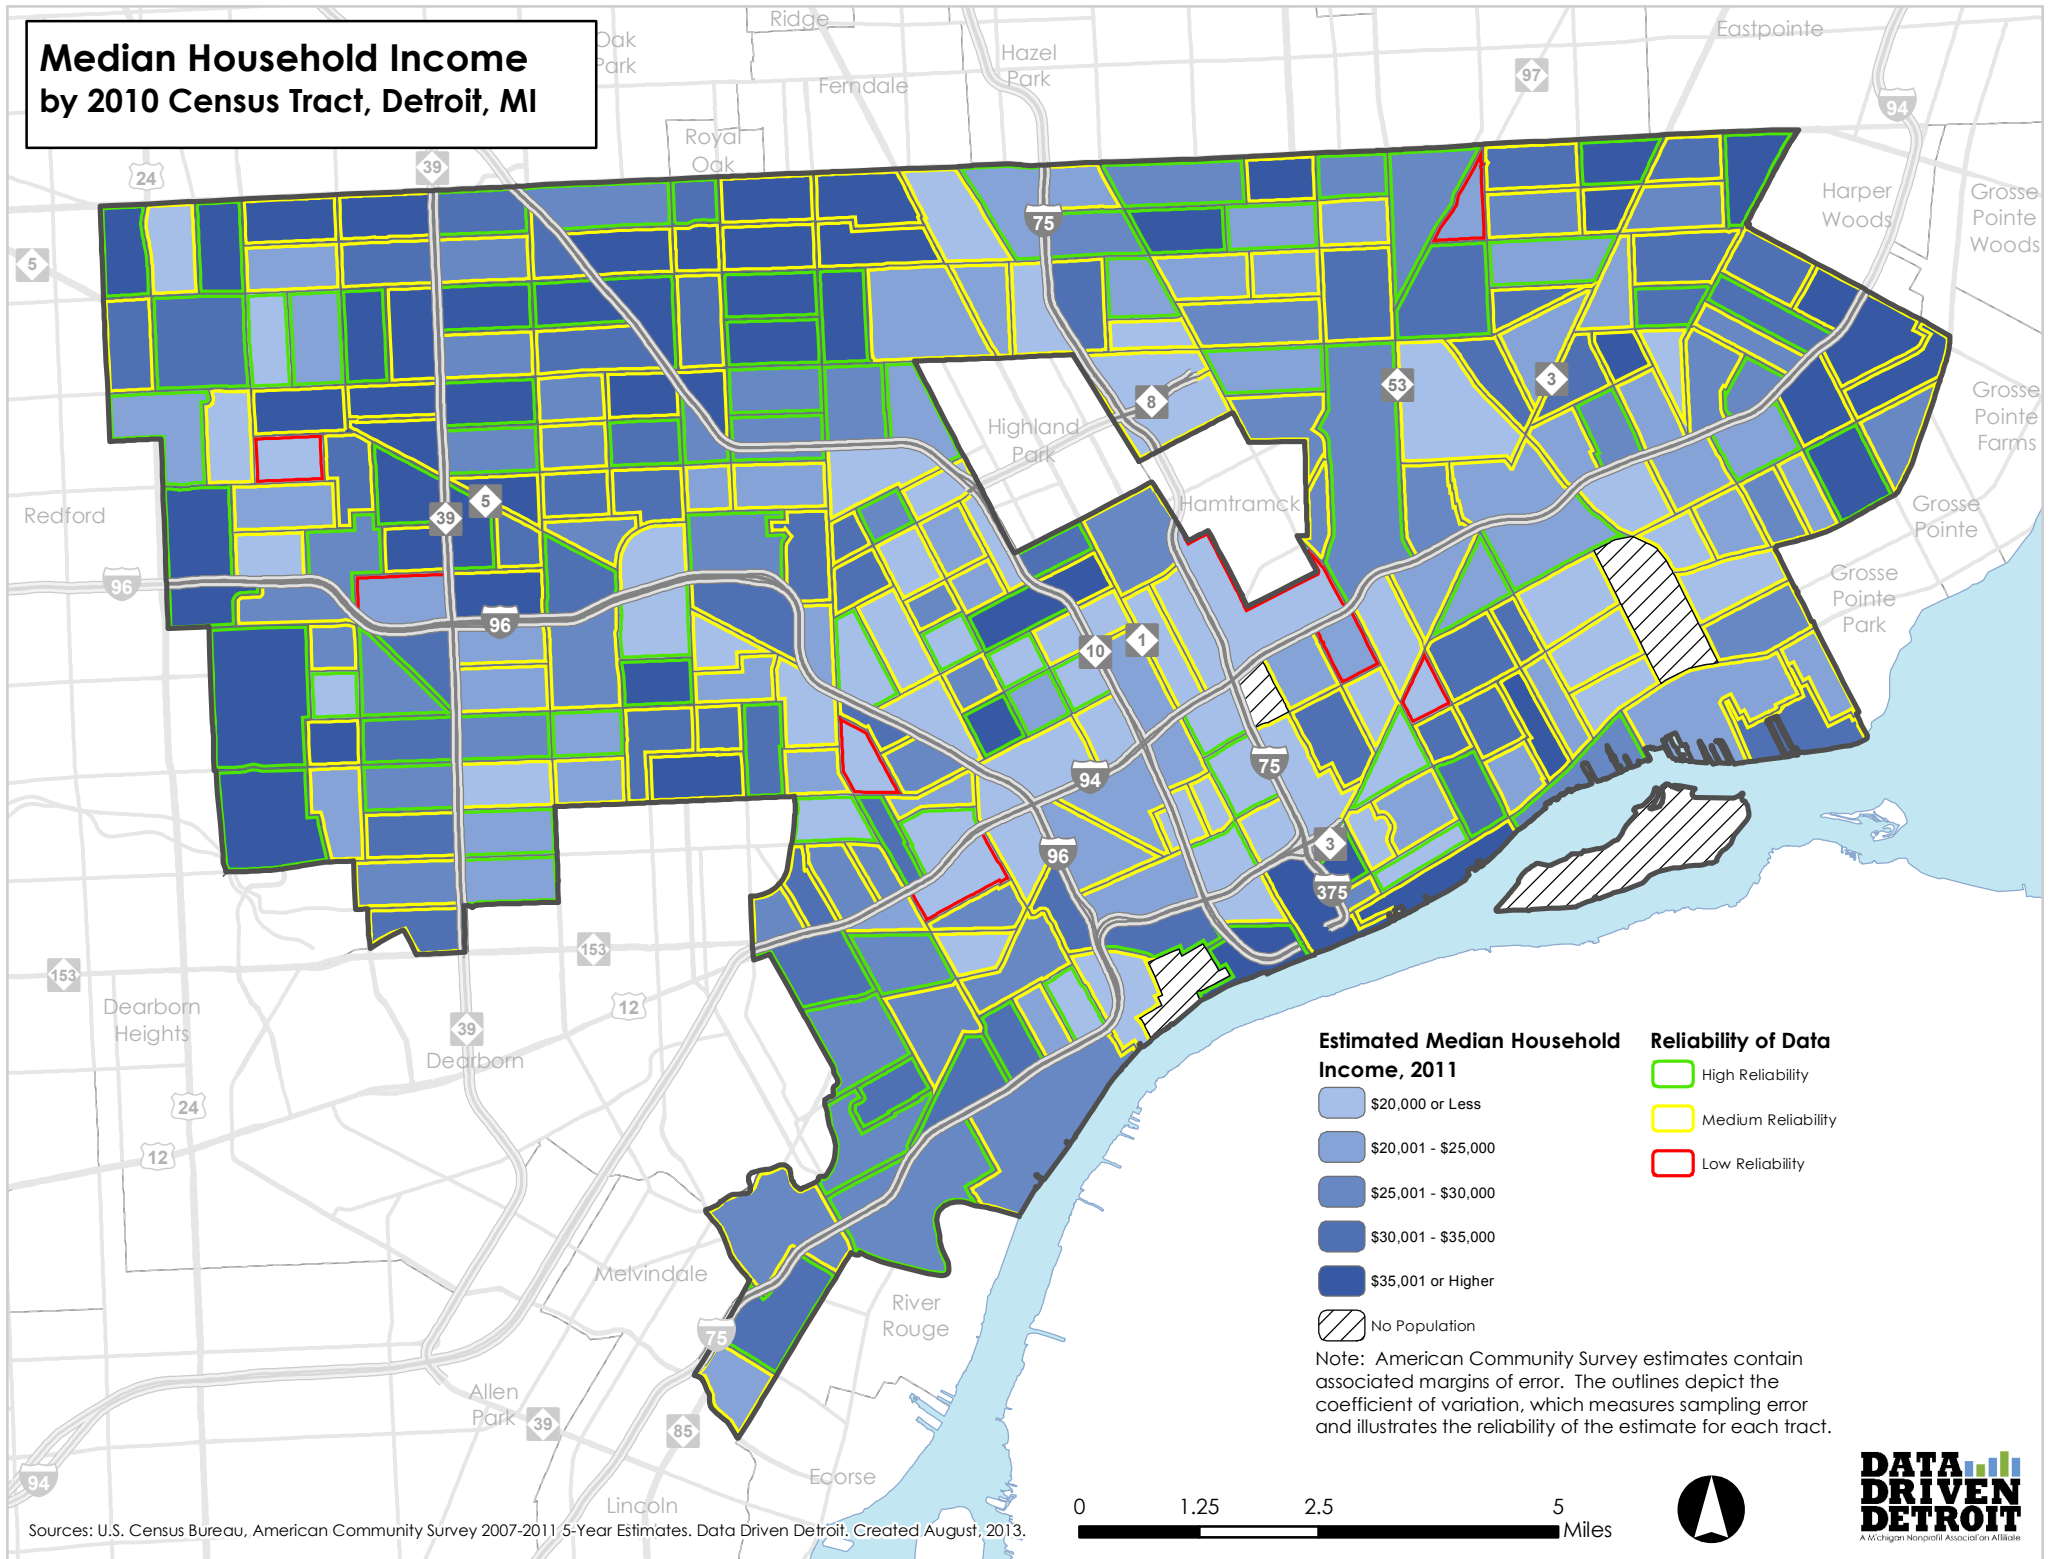 Median Household Income
by 2010 Census Tract, Detroit, MI
Oak
Park
Ridge
Ferndale
Hazel
Park
Royal
Oak
Eastpointe
97
94
39
24
5
75
Harper
Woods
Grosse
Pointe
Woods
8
53
3
Grosse
Pointe
Farms
Highland
Park
Hamtramck
5
39
Redford
Grosse
Pointe
96
96
Grosse
Pointe
Park
10
1
94
75
96
3
375
153
153
12
39
Dearborn
Heights
Dearborn
24
12
Melvindale
River
Rouge
75
Allen
Park
39
85
Ecorse
Lincoln
94
Estimated Median Household
Income, 2011
$20,000 or Less
$20,001 - $25,000
$25,001 - $30,000
$30,001 - $35,000
$35,001 or Higher
No Population
Reliability of Data
High Reliability
Medium Reliability
Low Reliability
Note:  American Community Survey estimates contain
associated margins of error.  The outlines depict the
coefficient of variation, which measures sampling error
and illustrates the reliability of the estimate for each tract.
0 1.25 2.5 5
Miles
DATA
DRIVEN
DETROIT
A Michigan Nonprofit Association Affiliate
Sources: U.S. Census Bureau, American Community Survey 2007-2011 5-Year Estimates. Data Driven Detroit. Created August, 2013.